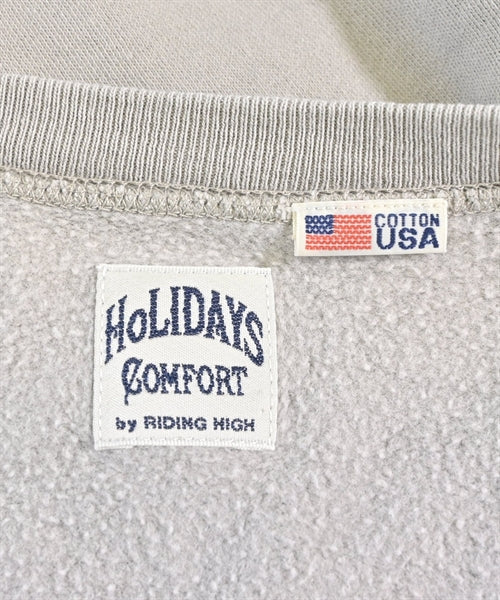 COTTON
USA
HoLIDAYS
COMFORT
by RIDING HIGH